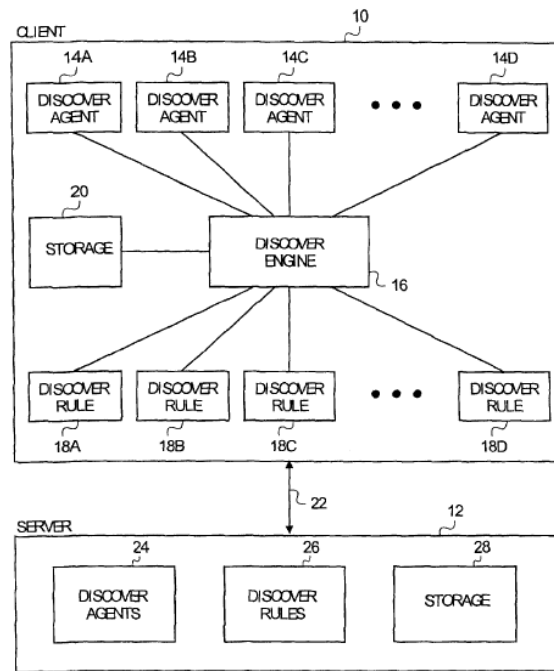 CLIENT
10
14A
14B
14C
14D
DISCOVER
AGENT
DISCOVER
AGENT
DISCOVER
AGENT
DISCOVER
AGENT
20
STORAGE
DISCOVER
ENGINE
16
DISCOVER
RULE
DISCOVER
RULE
DISCOVER
RULE
DISCOVER
RULE
18A
18B
18C
18D
22
SERVER
12
24
26
28
DISCOVER
AGENTS
DISCOVER
RULES
STORAGE